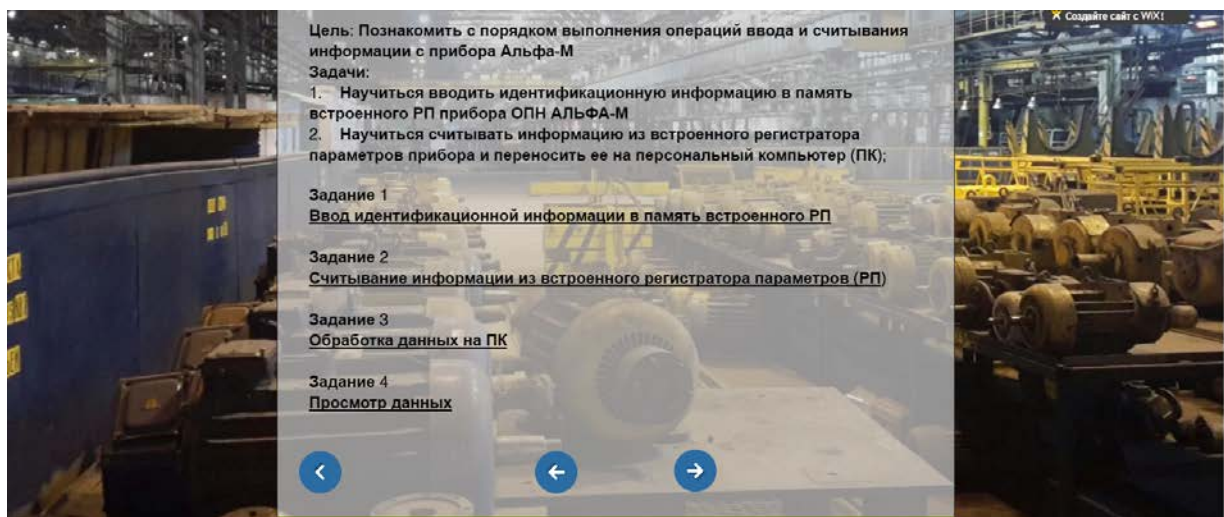 Создайте сайт с WiX!
Цель: Познакомить с порядком выполнения операций ввода и считывания
информации с прибора Альфа-М
Задачи:
1. Научиться вводить идентификационную информацию в память
встроенного РП прибора ОПН АЛЬФА-М
2. Научиться считывать информацию из встроенного регистратора
параметров прибора и переносить ее на персональный компьютер (ПК);
Задание 1
Ввод идентификационной информации в память встроенного РП
Задание 2
Считывание информации из встроенного регистратора параметров (РП)
Задание 3
Обработка данных на ПК
Задание 4
Просмотр данных